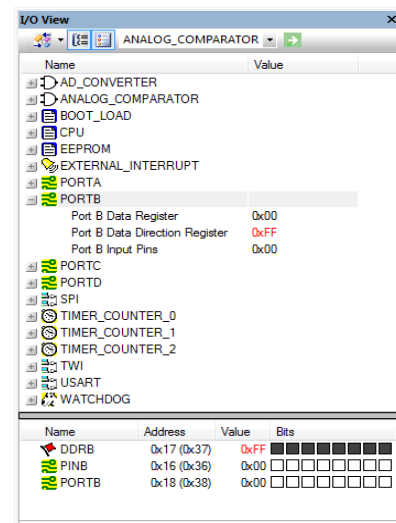 I/O View
ANALOG_COMPARATOR
Name Value
AD_CONVERTER
ANALOG_COMPARATOR
BOOT_LOAD
CPU
EEPROM
EXTERNAL_INTERRUPT
PORTA
PORTB
Port B Data Register 0x00
Port B Data Direction Register 0xFF
Port B Input Pins 0x00
PORTC
PORTD
SPI
TIMER_COUNTER_0
TIMER_COUNTER_1
TIMER_COUNTER_2
TWI
USART
WATCHDOG
Name Address Value Bits
DDRB 0x17 (0x37) 0xFF
PINB 0x16 (0x36) 0x00
PORTB 0x18 (0x38) 0x00